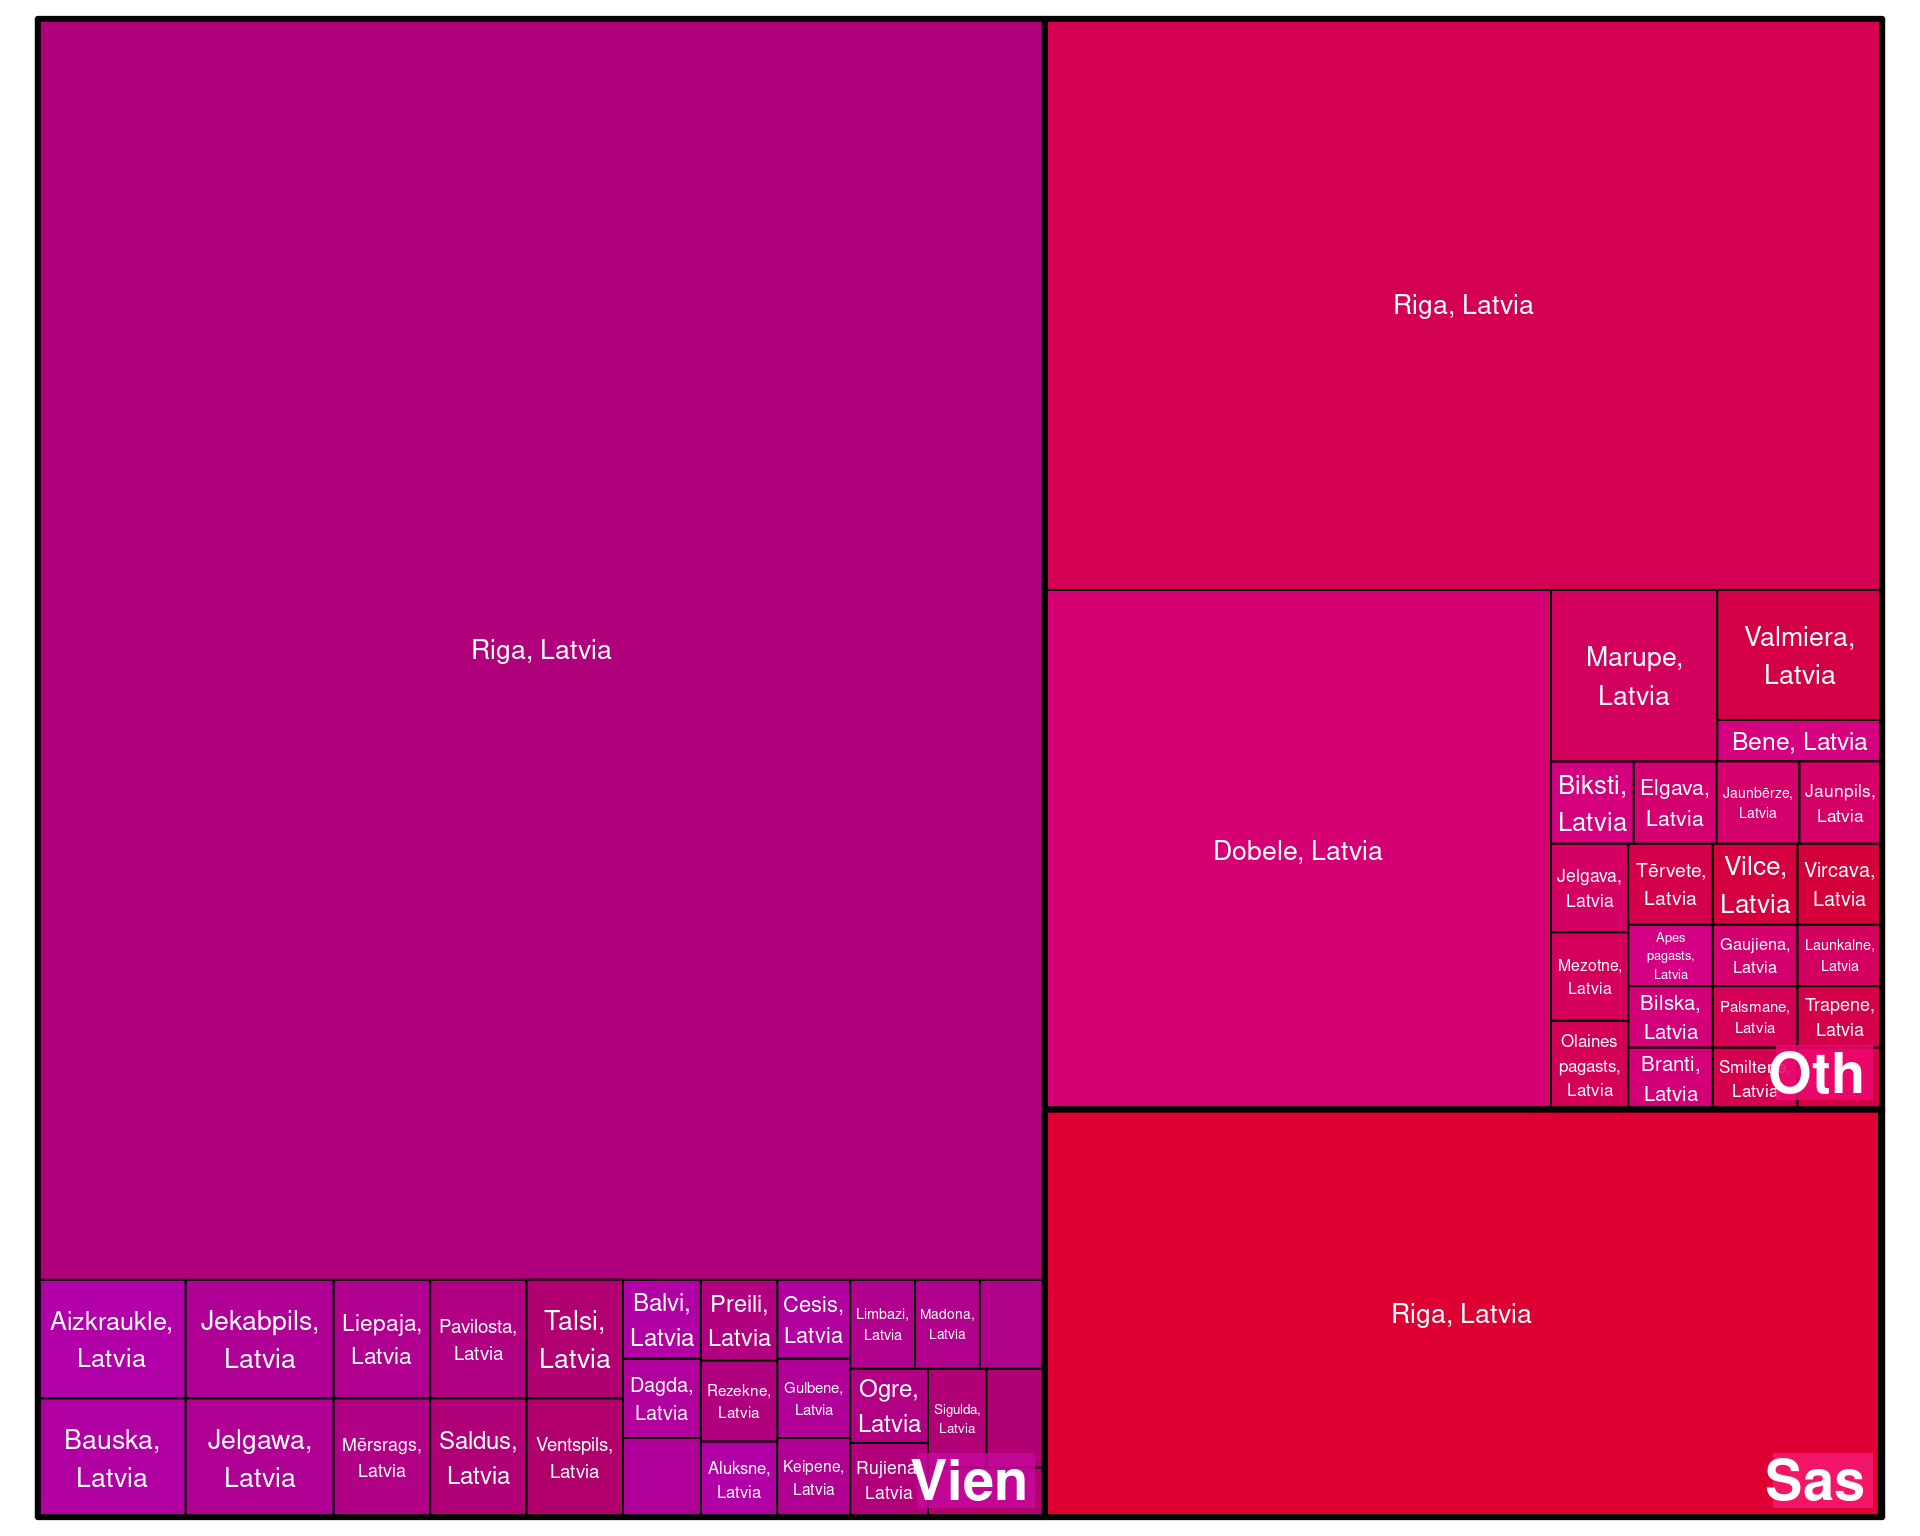 Riga, Latvia
Aizkraukle,
Latvia
Jekabpils,
Latvia
Liepaja,
Latvia
Pavilosta,
Latvia
Talsi,
Latvia
Balvi,
Latvia
Preili,
Latvia
Cesis,
Latvia
Limbazi,
Latvia
Madona,
Latvia
Dagda,
Latvia
Rezekne,
Latvia
Gulbene,
Latvia
Ogre,
Latvia
Sigulda,
Latvia
Bauska,
Latvia
Jelgawa,
Latvia
Mērsrags,
Latvia
Saldus,
Latvia
Ventspils,
Latvia
Aluksne,
Latvia
Keipene,
Latvia
Rujiena
Latvia
Vien
Riga, Latvia
Dobele, Latvia
Marupe,
Latvia
Valmiera,
Latvia
Bene, Latvia
Biksti,
Latvia
Elgava,
Latvia
Jaunbērze,
Latvia
Jaunpils,
Latvia
Jelgava,
Latvia
Tērvete,
Latvia
Vilce,
Latvia
Vircava,
Latvia
Apes
pagasts,
Latvia
Gaujiena,
Latvia
Launkalne,
Latvia
Mezotne,
Latvia
Bilska,
Latvia
Palsmane,
Latvia
Trapene,
Latvia
Olaines
pagasts,
Latvia
Branti,
Latvia
Smiltene,
Latvia
Oth
Riga, Latvia
Sas